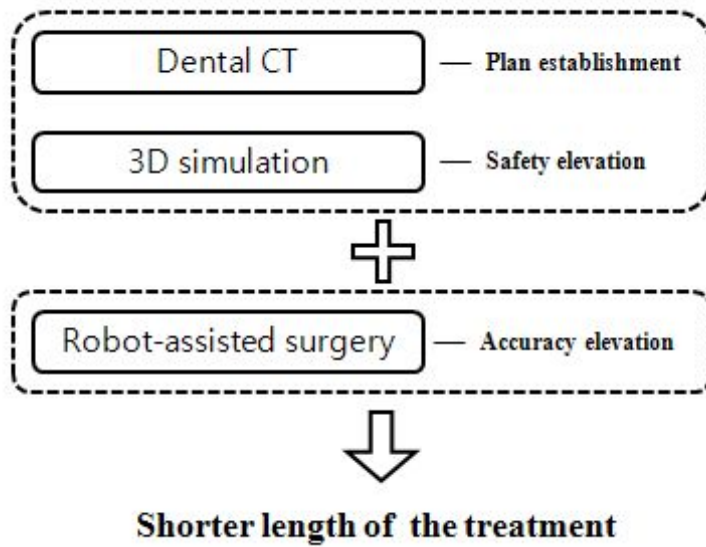 Dental CT — Plan establishment
3D simulation — Safety elevation
Robot-assisted surgery — Accuracy elevation
Shorter length of the treatment